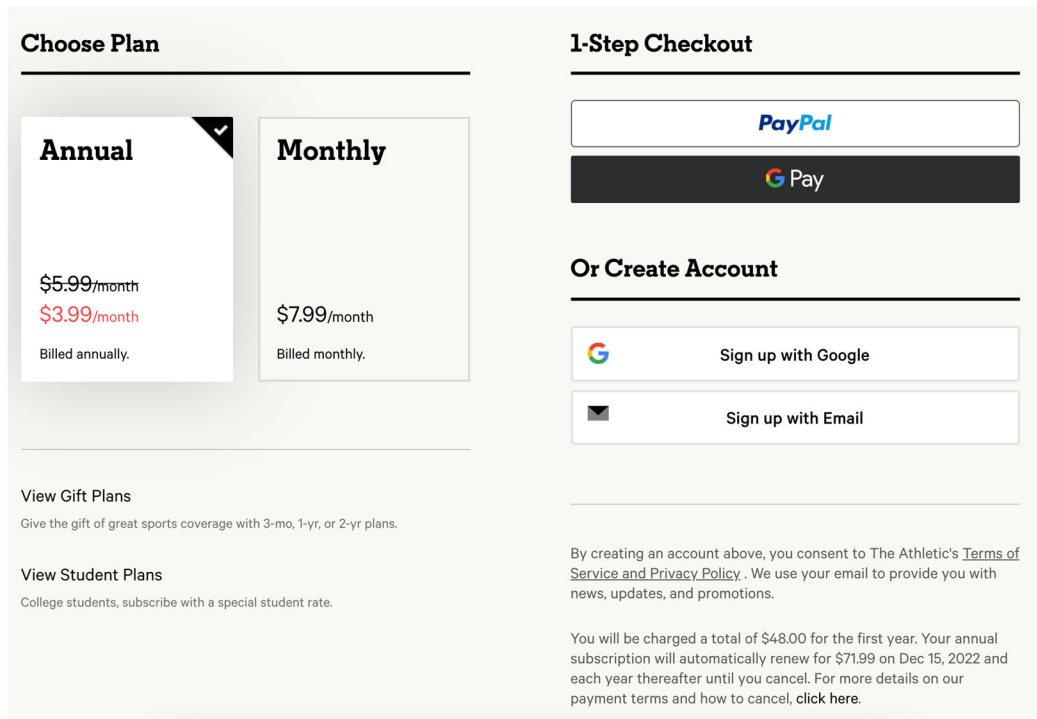 Choose Plan
Annual
$5.99/month
$3.99/month
Billed annually.
Monthly
$7.99/month
Billed monthly.
View Gift Plans
Give the gift of great sports coverage with 3-mo, 1-yr, or 2-yr plans.
View Student Plans
College students, subscribe with a special student rate.
1-Step Checkout
PayPal
G Pay
Or Create Account
Sign up with Google
Sign up with Email
By creating an account above, you consent to The Athletic's Terms of
Service and Privacy Policy . We use your email to provide you with
news, updates, and promotions.
You will be charged a total of $48.00 for the first year. Your annual
subscription will automatically renew for $71.99 on Dec 15, 2022 and
each year thereafter until you cancel. For more details on our
payment terms and how to cancel, click here.